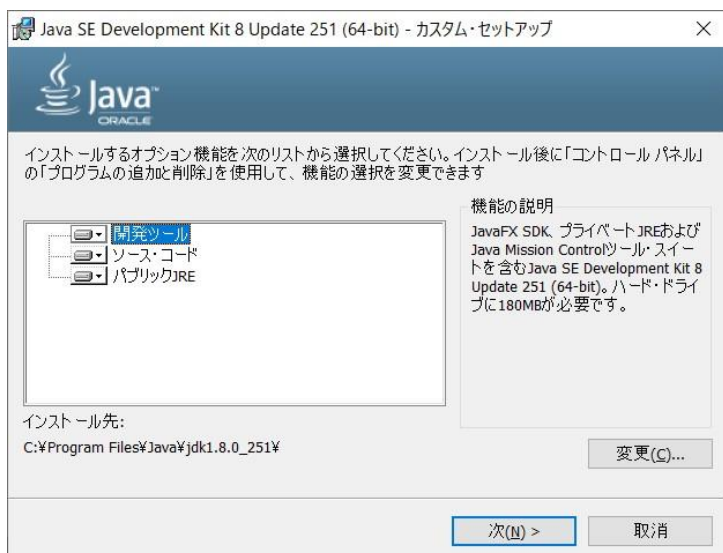 Java SE Development Kit 8 Update 251 (64-bit) - カスタム・セットアップ
Java™
ORACLE
インストールするオプション機能を次のリストから選択してください。インストール後に「コントロール パネル」
の「プログラムの追加と削除」を使用して、機能の選択を変更できます
開発ツール
ソース・コード
パブリックJRE
機能の説明
JavaFX SDK、プライベートJREおよび
Java Mission Controlツール・スイー
トを含むJava SE Development Kit 8
Update 251 (64-bit)。ハード・ドライ
ブに180MBが必要です。
インストール先:
C:¥Program Files¥Java¥jdk1.8.0_251¥
変更(C)...
次(N) >
取消